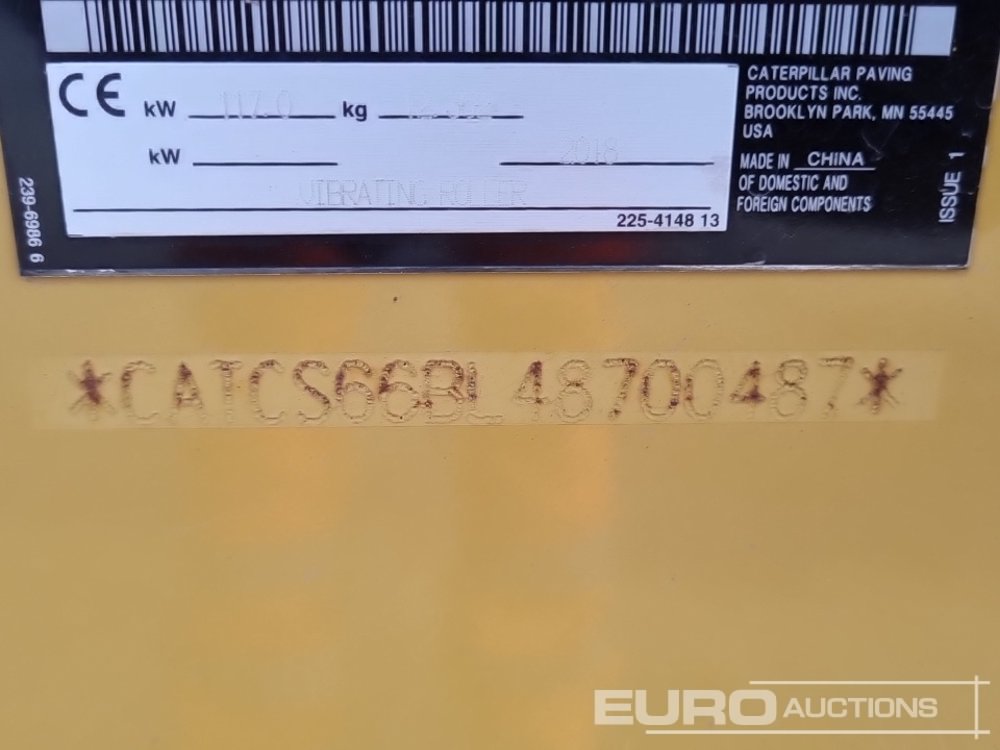 CE kW 117.0 kg
kW 2018
VIBRATING ROLLER
225-4148 13
CATERPILLAR PAVING
PRODUCTS INC.
BROOKLYN PARK, MN 55445
USA
MADE IN CHINA
OF DOMESTIC AND
FOREIGN COMPONENTS
ISSUE 1
239-6986 6
*CATCS66BL48700487*
EURO AUCTIONS